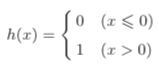 h(x) = { 0 (x ⩽ 0)
1 (x > 0)